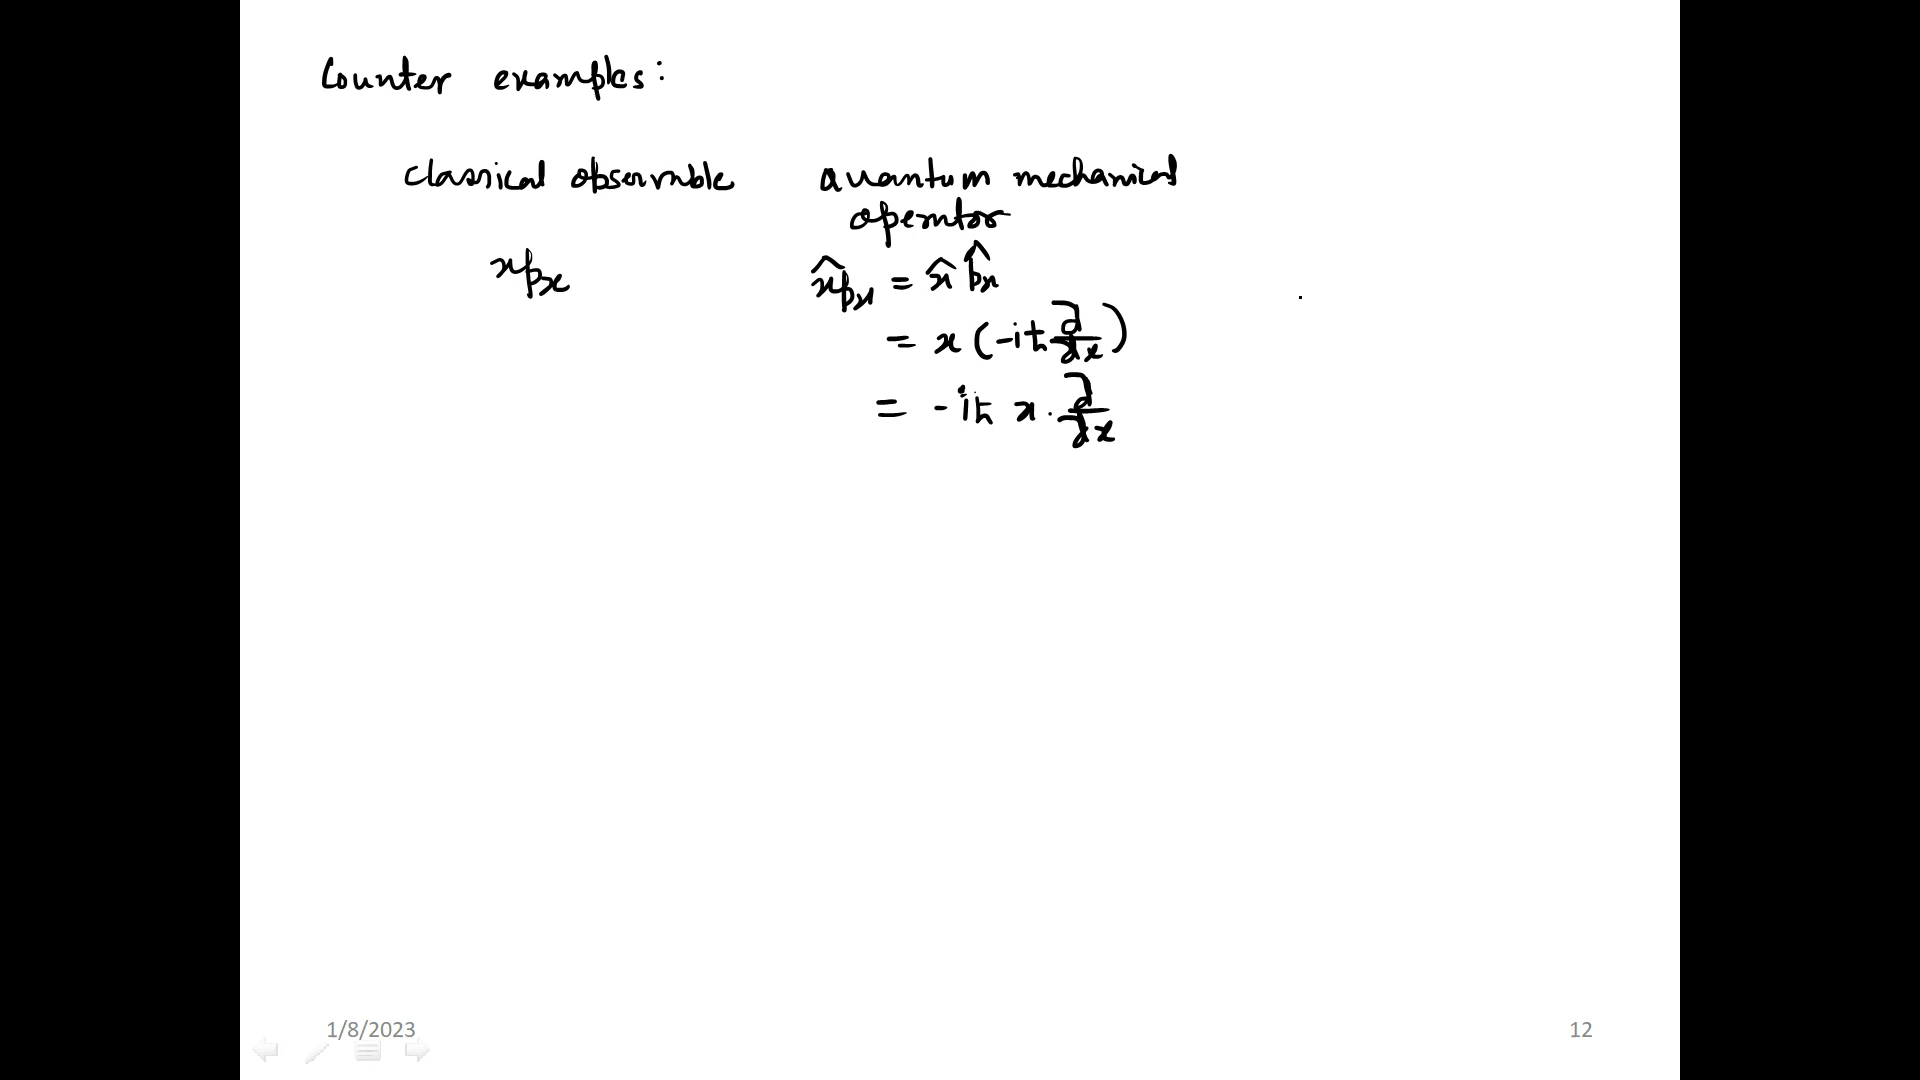 Counter examples:
classical observable quantum mechanical
operator
xpₓ x̂pₓ = x̂ p̂ₓ
= x (-iħ ∂/∂x)
= -iħ x · ∂/∂x
1/8/2023 12